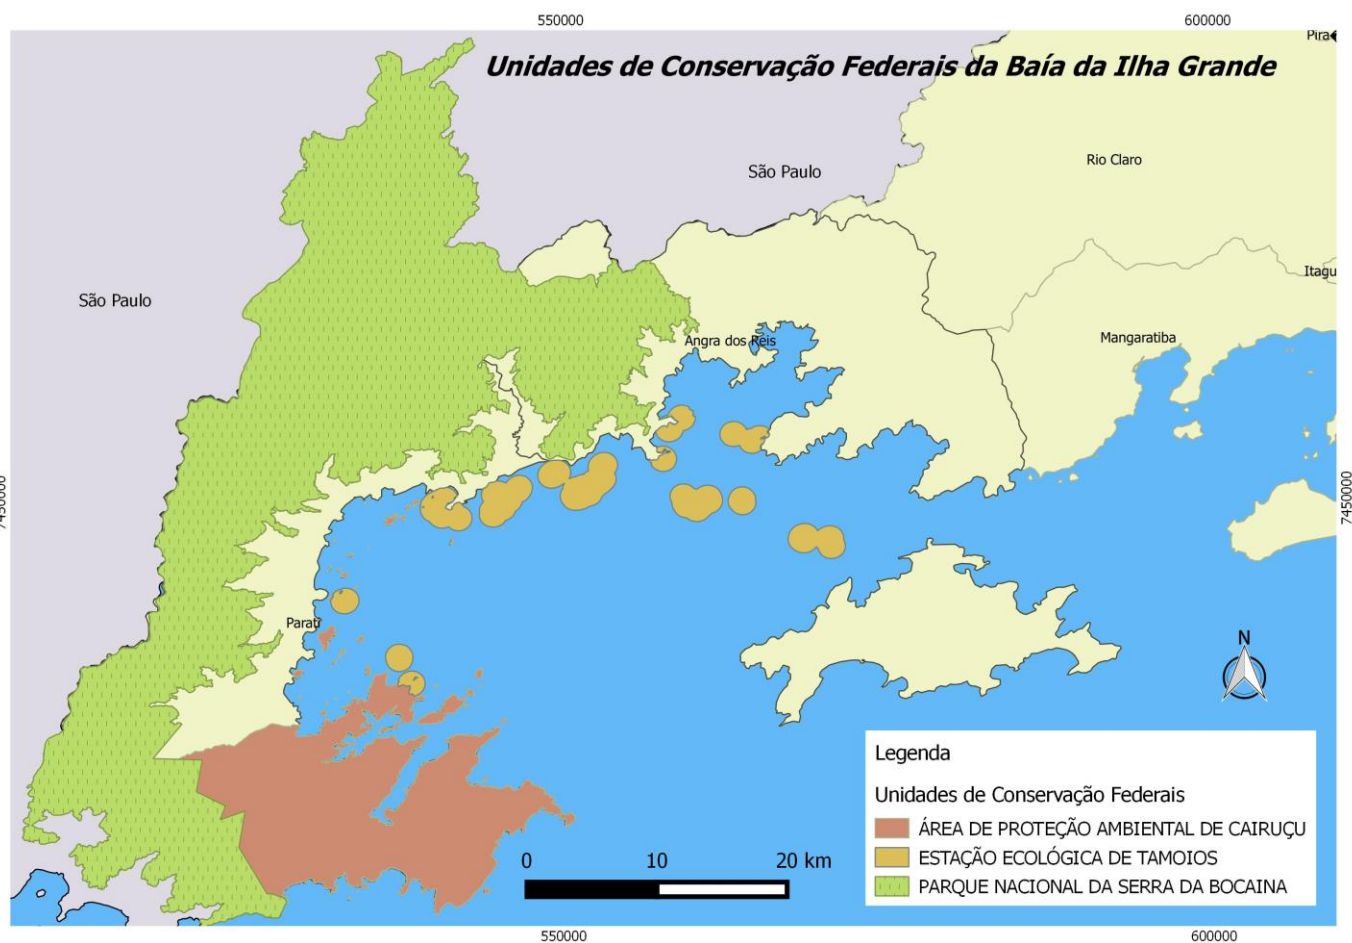 550000
600000
Pira
Unidades de Conservação Federais da Baía da Ilha Grande
Rio Claro
São Paulo
Itagu
São Paulo
Mangaratiba
Angra dos Reis
7450000
7450000
Parati
N
Legenda
Unidades de Conservação Federais
ÁREA DE PROTEÇÃO AMBIENTAL DE CAIRUÇU
ESTAÇÃO ECOLÓGICA DE TAMOIOS
PARQUE NACIONAL DA SERRA DA BOCAINA
0 10 20 km
550000
600000